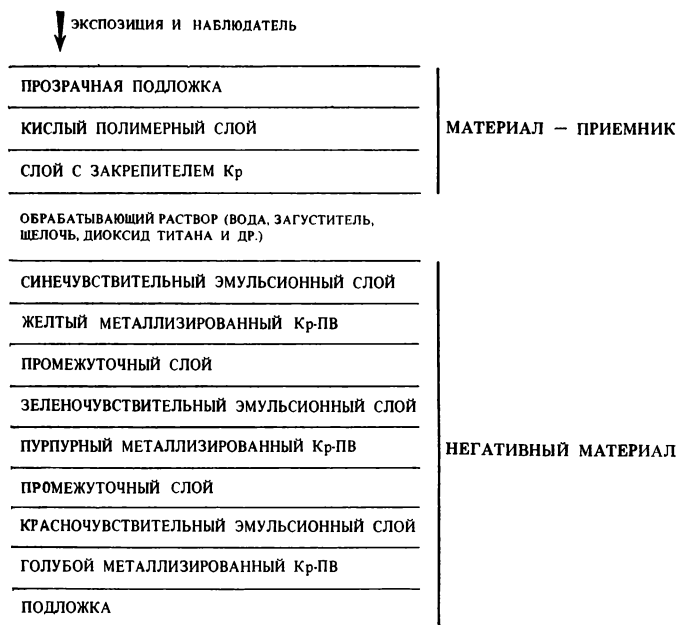 ЭКСПОЗИЦИЯ И НАБЛЮДАТЕЛЬ
ПРОЗРАЧНАЯ ПОДЛОЖКА
КИСЛЫЙ ПОЛИМЕРНЫЙ СЛОЙ
МАТЕРИАЛ — ПРИЕМНИК
СЛОЙ С ЗАКРЕПИТЕЛЕМ Кр
ОБРАБАТЫВАЮЩИЙ РАСТВОР (ВОДА, ЗАГУСТИТЕЛЬ,
ЩЕЛОЧЬ, ДИОКСИД ТИТАНА И ДР.)
СИНЕЧУВСТВИТЕЛЬНЫЙ ЭМУЛЬСИОННЫЙ СЛОЙ
ЖЕЛТЫЙ МЕТАЛЛИЗИРОВАННЫЙ Кр-ПВ
ПРОМЕЖУТОЧНЫЙ СЛОЙ
ЗЕЛЕНОЧУВСТВИТЕЛЬНЫЙ ЭМУЛЬСИОННЫЙ СЛОЙ
ПУРПУРНЫЙ МЕТАЛЛИЗИРОВАННЫЙ Кр-ПВ
НЕГАТИВНЫЙ МАТЕРИАЛ
ПРОМЕЖУТОЧНЫЙ СЛОЙ
КРАСНОЧУВСТВИТЕЛЬНЫЙ ЭМУЛЬСИОННЫЙ СЛОЙ
ГОЛУБОЙ МЕТАЛЛИЗИРОВАННЫЙ Кр-ПВ
ПОДЛОЖКА